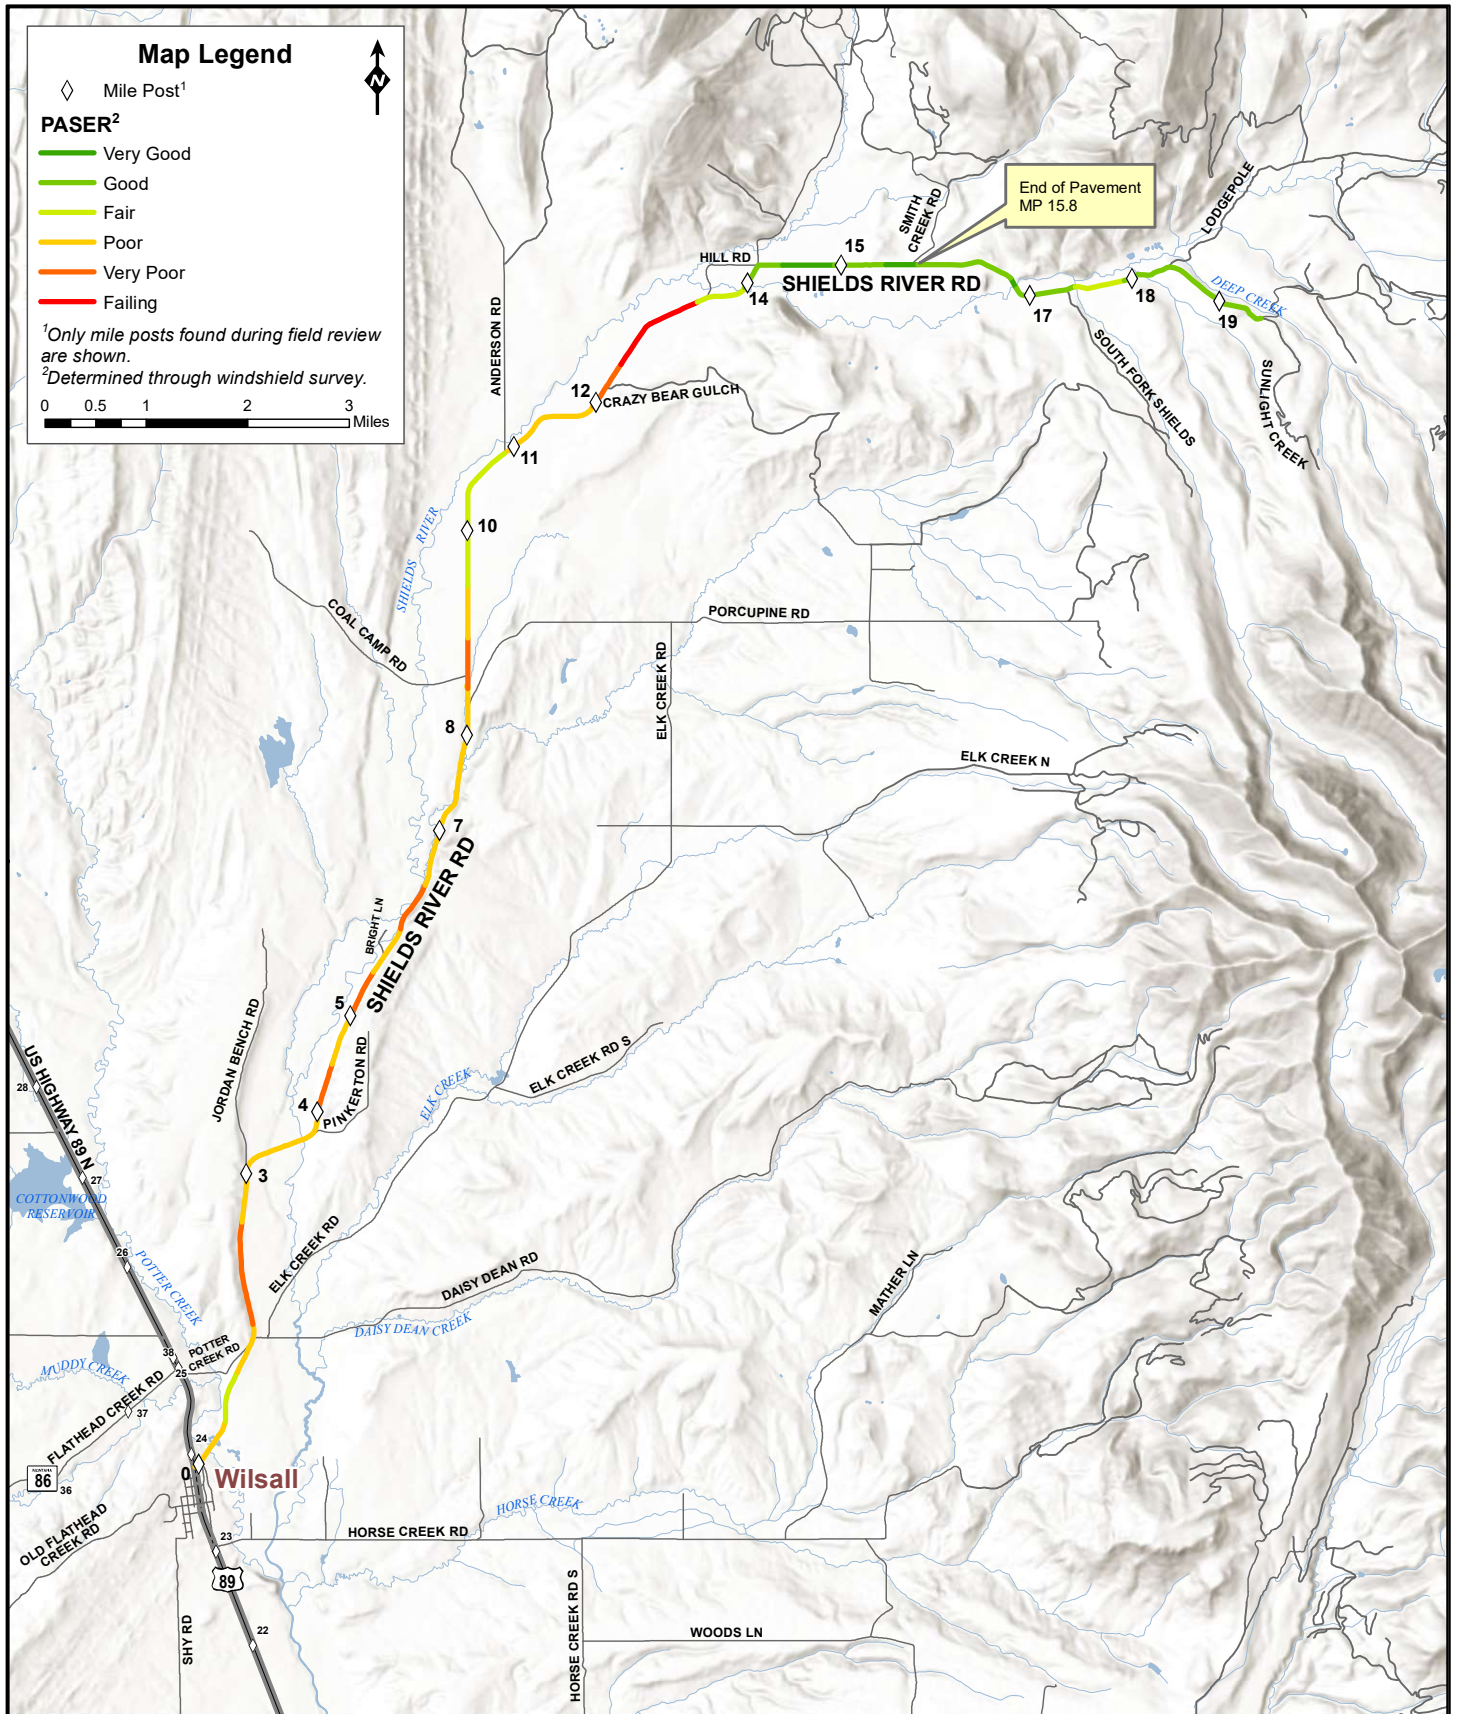 Map Legend
N
Mile Post1
PASER2
Very Good
Good
Fair
Poor
Very Poor
Failing
1Only mile posts found during field review
are shown.
2Determined through windshield survey.
0 0.5 1 2 3
Miles
End of Pavement
MP 15.8
SMITH
CREEK RD
LODGEPOLE
HILL RD
15
14
SHIELDS RIVER RD
17
18
19
DEEP CREEK
SUNLIGHT CREEK
SOUTH FORK SHIELDS
ANDERSON RD
12
CRAZY BEAR GULCH
11
10
SHIELDS RIVER
COAL CAMP RD
PORCUPINE RD
ELK CREEK RD
8
ELK CREEK N
7
SHIELDS RIVER RD
BRIGHT LN
5
JORDAN BENCH RD
PINKERTON RD
ELK CREEK RD S
ELK CREEK
4
3
US HIGHWAY 89 N
28
27
COTTONWOOD
RESERVOIR
26
POTTER CREEK
ELK CREEK RD
DAISY DEAN RD
DAISY DEAN CREEK
MATHER LN
38
POTTER
CREEK RD
25
MUDDY CREEK
FLATHEAD CREEK RD
37
24
0
Wilsall
MONTANA
86
36
OLD FLATHEAD
CREEK RD
HORSE CREEK
HORSE CREEK RD
23
89
22
SHY RD
HORSE CREEK RD S
WOODS LN